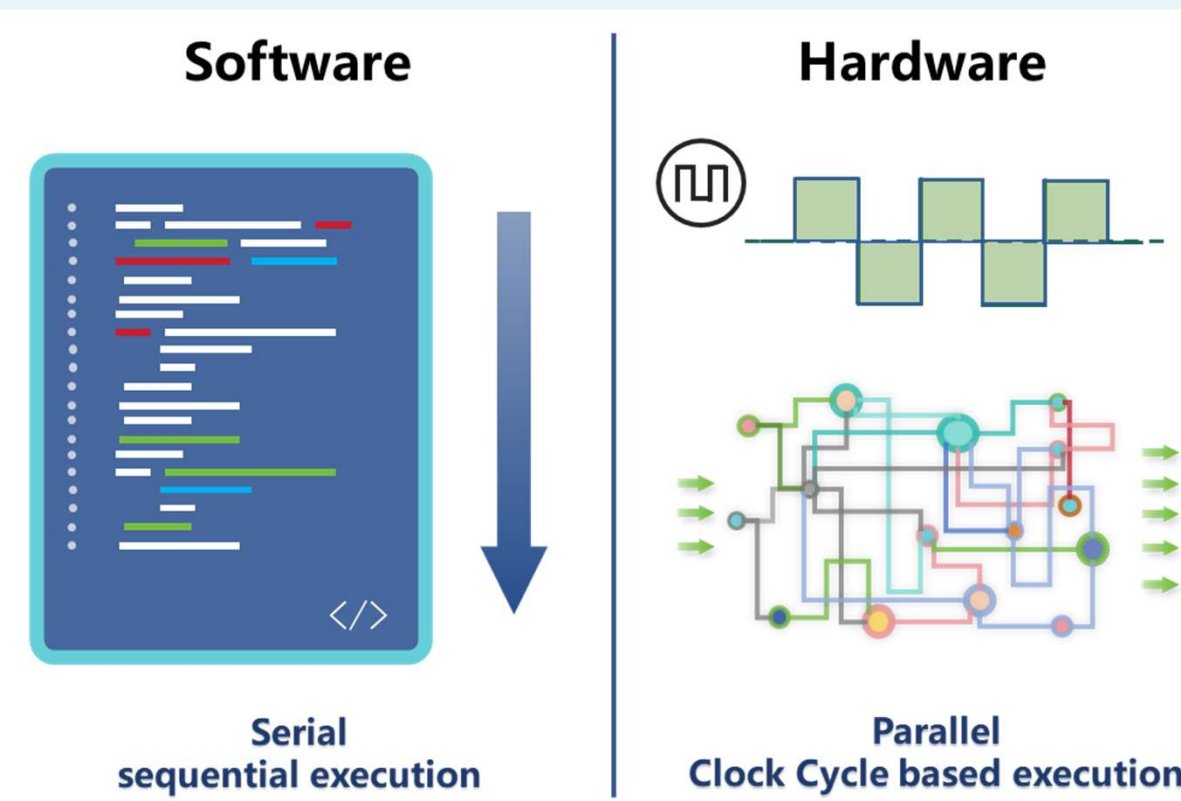 Software
Hardware
</>
Serial
sequential execution
Parallel
Clock Cycle based execution